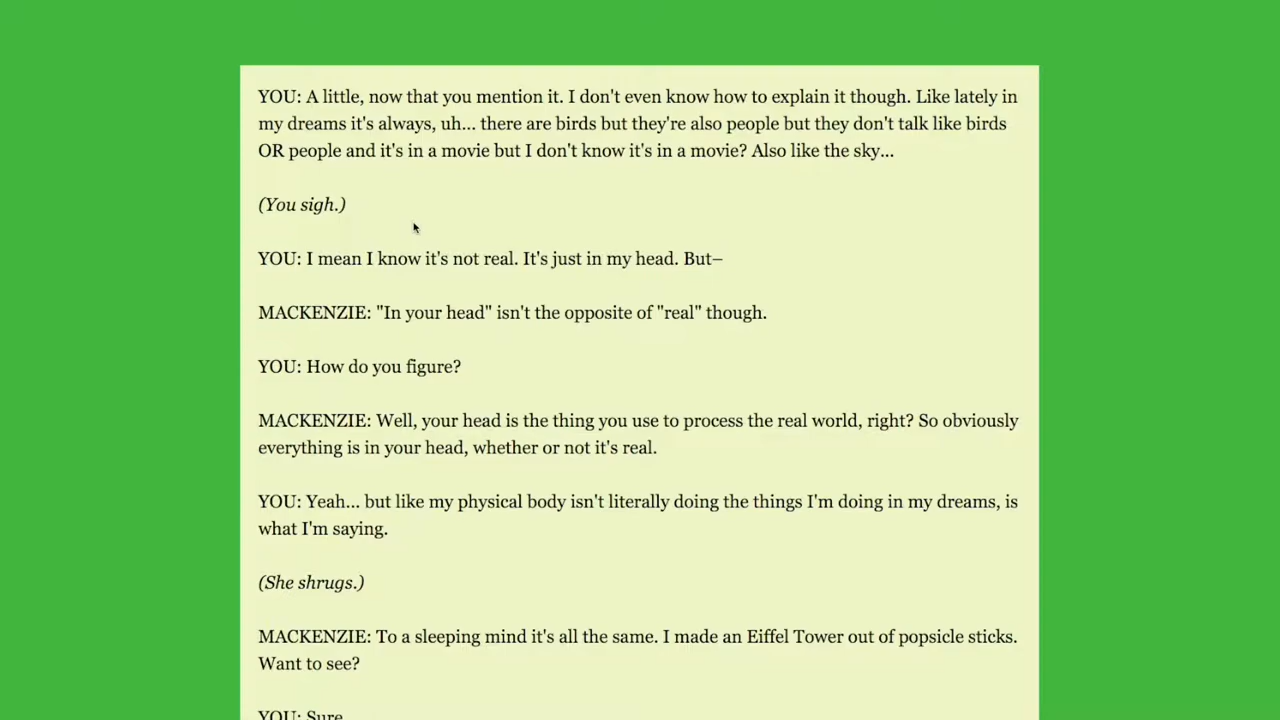 YOU: A little, now that you mention it. I don't even know how to explain it though. Like lately in
my dreams it's always, uh... there are birds but they're also people but they don't talk like birds
OR people and it's in a movie but I don't know it's in a movie? Also like the sky...
(You sigh.)
YOU: I mean I know it's not real. It's just in my head. But–
MACKENZIE: "In your head" isn't the opposite of "real" though.
YOU: How do you figure?
MACKENZIE: Well, your head is the thing you use to process the real world, right? So obviously
everything is in your head, whether or not it's real.
YOU: Yeah... but like my physical body isn't literally doing the things I'm doing in my dreams, is
what I'm saying.
(She shrugs.)
MACKENZIE: To a sleeping mind it's all the same. I made an Eiffel Tower out of popsicle sticks.
Want to see?
YOU: Sure